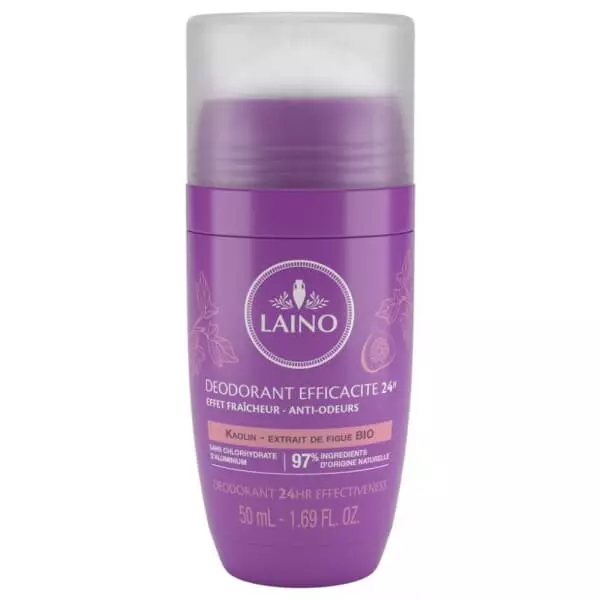 LAINO
DEODORANT EFFICACITE 24H
EFFET FRAÎCHEUR - ANTI-ODEURS
KAOLIN - EXTRAIT DE FIGUE BIO
SANS CHLORHYDRATE
D'ALUMINIUM
97% INGREDIENTS
D'ORIGINE NATURELLE
DEODORANT 24HR EFFECTIVENESS
50 mL - 1.69 FL. OZ.